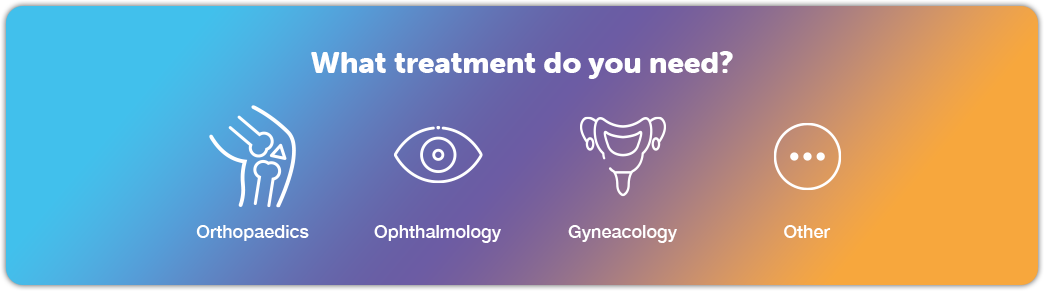 What treatment do you need?
Orthopaedics
Ophthalmology
Gyneacology
Other